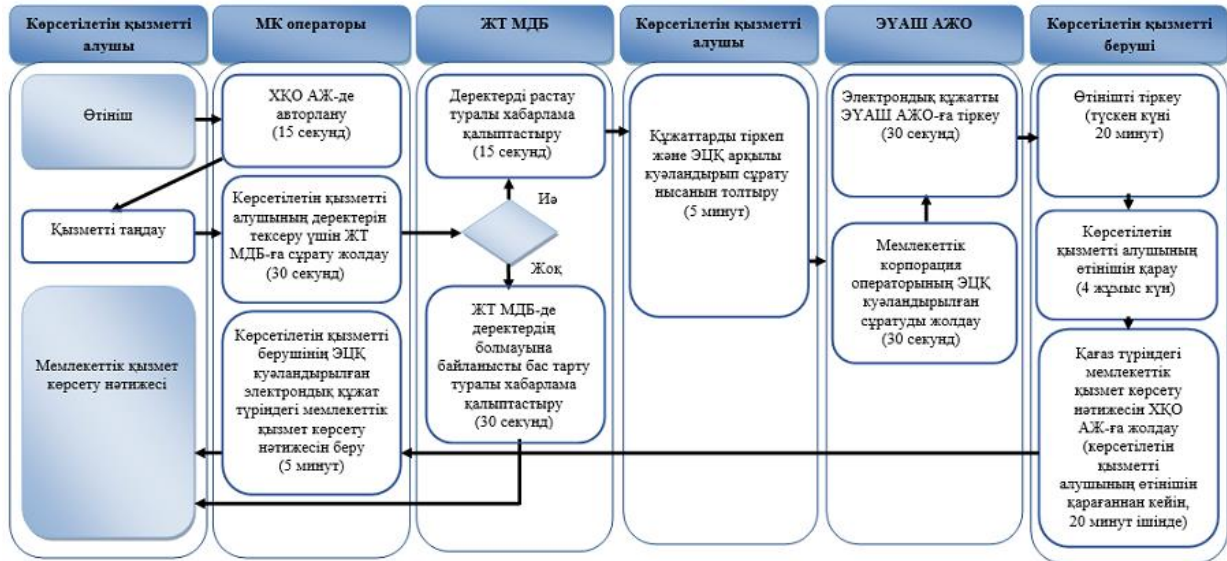 Көрсетілетін қызметті
алушы
МК операторы
ЖТ МДБ
Көрсетілетін қызметті
алушы
ЭҮАШ АЖО
Көрсетілетін қызметті
беруші
Өтініш
ХҚО АЖ-де
авторлану
(15 секунд)
Қызметті таңдау
Көрсетілетін қызметті
алушының деректерін
тексеру үшін ЖТ
МДБ-ға сұрату жолдау
(30 секунд)
Мемлекеттік қызмет
көрсету нәтижесі
Көрсетілетін қызметті
берушінің ЭЦҚ
куәландырылған
электрондық құжат
түріндегі мемлекеттік
қызмет көрсету
нәтижесін беру
(5 минут)
Деректерді растау
туралы хабарлама
қалыптастыру
(15 секунд)
Иә
Жоқ
ЖТ МДБ-де
деректердің
болмауына
байланысты бас тарту
туралы хабарлама
қалыптастыру
(30 секунд)
Құжаттарды тіркеп
және ЭЦҚ арқылы
куәландырып сұрату
нысанын толтыру
(5 минут)
Электрондық құжатты
ЭҮАШ АЖО-ға тіркеу
(30 секунд)
Мемлекеттік
корпорация
операторының ЭЦҚ
куәландырылған
сұратуды жолдау
(30 секунд)
Өтінішті тіркеу
(түскен күні
20 минут)
Көрсетілетін
қызметті алушының
өтінішін қарау
(4 жұмыс күн)
Қағаз түріндегі
мемлекеттік
қызмет көрсету
нәтижесін ХҚО
АЖ-ға жолдау
(көрсетілетін
қызметті
алушының өтінішін
қарағаннан кейін,
20 минут ішінде)